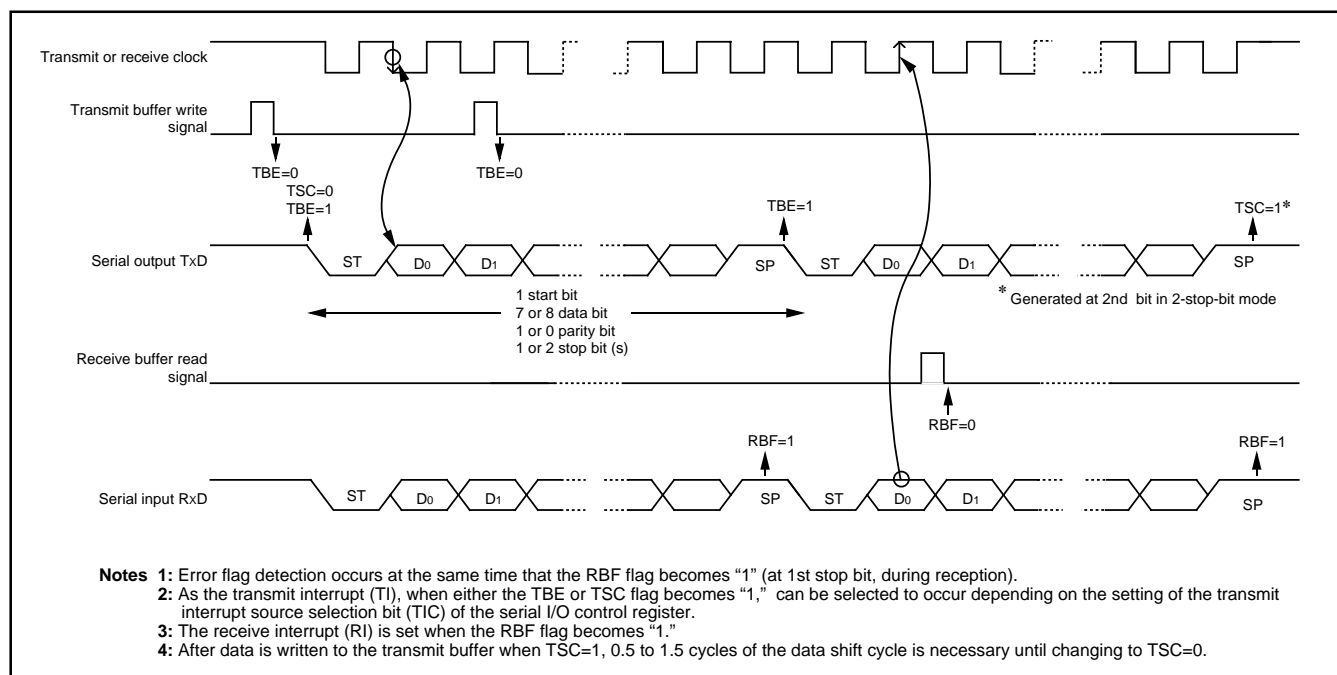 Transmit or receive clock
Transmit buffer write
signal
TBE=0
TBE=0
TSC=0
TBE=1
TBE=1
TSC=1*
Serial output TxD
ST
D0
D1
SP
ST
D0
D1
SP
1 start bit
7 or 8 data bit
1 or 0 parity bit
1 or 2 stop bit (s)
* Generated at 2nd bit in 2-stop-bit mode
Receive buffer read
signal
RBF=0
RBF=1
RBF=1
Serial input RxD
ST
D0
D1
SP
ST
D0
D1
SP
Notes 1: Error flag detection occurs at the same time that the RBF flag becomes “1” (at 1st stop bit, during reception).
2: As the transmit interrupt (TI), when either the TBE or TSC flag becomes “1,” can be selected to occur depending on the setting of the transmit
interrupt source selection bit (TIC) of the serial I/O control register.
3: The receive interrupt (RI) is set when the RBF flag becomes “1.”
4: After data is written to the transmit buffer when TSC=1, 0.5 to 1.5 cycles of the data shift cycle is necessary until changing to TSC=0.